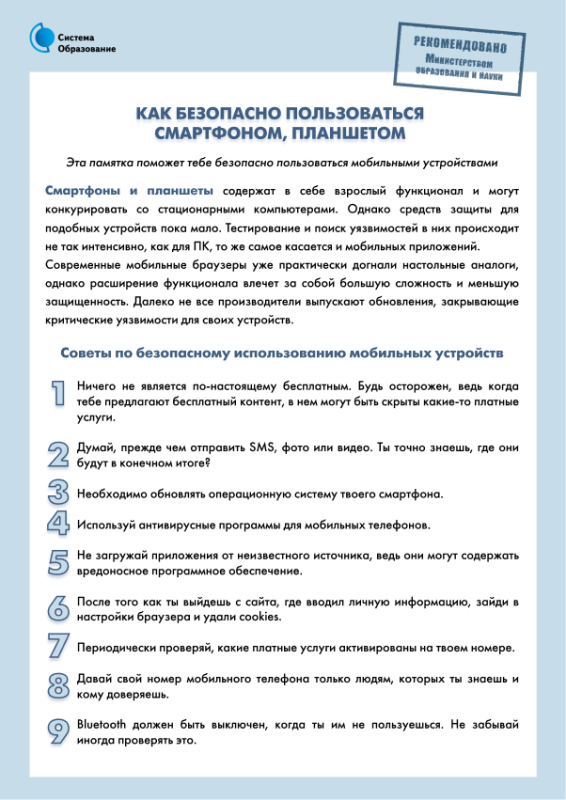 Система
Образование
РЕКОМЕНДОВАНО
Министерством
образования и науки
КАК БЕЗОПАСНО ПОЛЬЗОВАТЬСЯ
СМАРТФОНОМ, ПЛАНШЕТОМ
Эта памятка поможет тебе безопасно пользоваться мобильными устройствами
Смартфоны и планшеты содержат в себе взрослый функционал и могут
конкурировать со стационарными компьютерами. Однако средств защиты для
подобных устройств пока мало. Тестирование и поиск уязвимостей в них происходит
не так интенсивно, как для ПК, то же самое касается и мобильных приложений.
Современные мобильные браузеры уже практически догнали настольные аналоги,
однако расширение функционала влечет за собой большую сложность и меньшую
защищенность. Далеко не все производители выпускают обновления, закрывающие
критические уязвимости для своих устройств.
Советы по безопасному использованию мобильных устройств
1 Ничего не является по-настоящему бесплатным. Будь осторожен, ведь когда
тебе предлагают бесплатный контент, в нем могут быть скрыты какие-то платные
услуги.
2 Думай, прежде чем отправить SMS, фото или видео. Ты точно знаешь, где они
будут в конечном итоге?
3 Необходимо обновлять операционную систему твоего смартфона.
4 Используй антивирусные программы для мобильных телефонов.
5 Не загружай приложения от неизвестного источника, ведь они могут содержать
вредоносное программное обеспечение.
6 После того как ты выйдешь с сайта, где вводил личную информацию, зайди в
настройки браузера и удали cookies.
7 Периодически проверяй, какие платные услуги активированы на твоем номере.
8 Давай свой номер мобильного телефона только людям, которых ты знаешь и
кому доверяешь.
9 Bluetooth должен быть выключен, когда ты им не пользуешься. Не забывай
иногда проверять это.